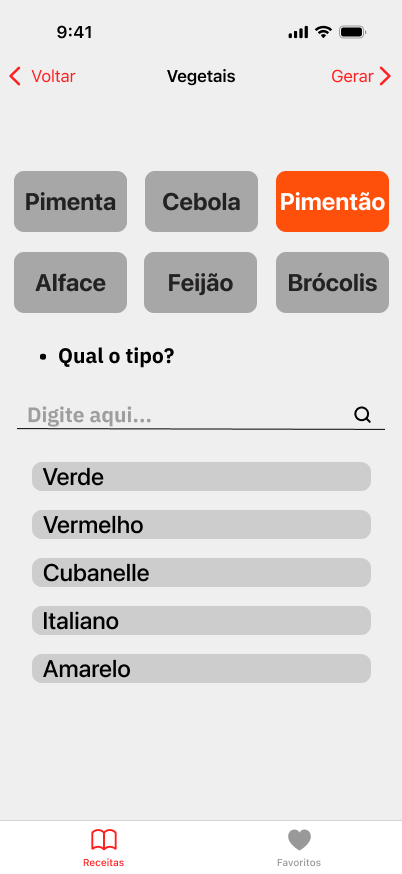 9:41
Voltar Vegetais Gerar
Pimenta Cebola Pimentão
Alface Feijão Brócolis
• Qual o tipo?
Digite aqui...
Verde
Vermelho
Cubanelle
Italiano
Amarelo
Receitas Favoritos